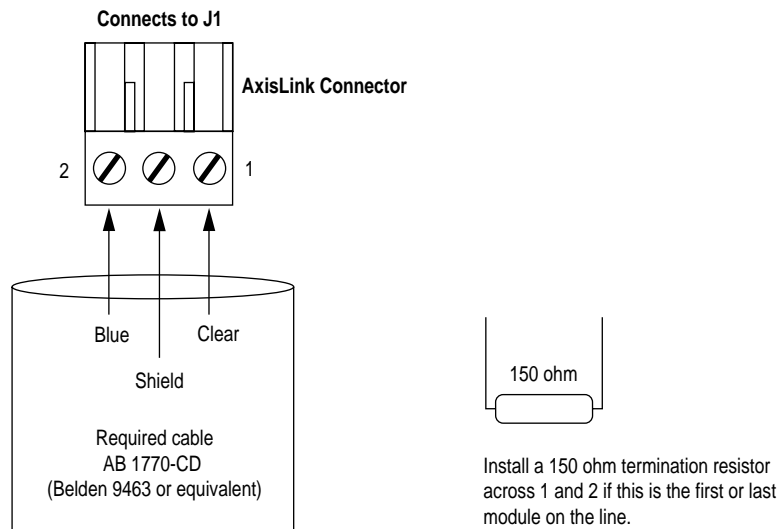 Connects to J1
AxisLink Connector
2
1
Blue
Clear
Shield
Required cable
AB 1770-CD
(Belden 9463 or equivalent)
150 ohm
Install a 150 ohm termination resistor
across 1 and 2 if this is the first or last
module on the line.